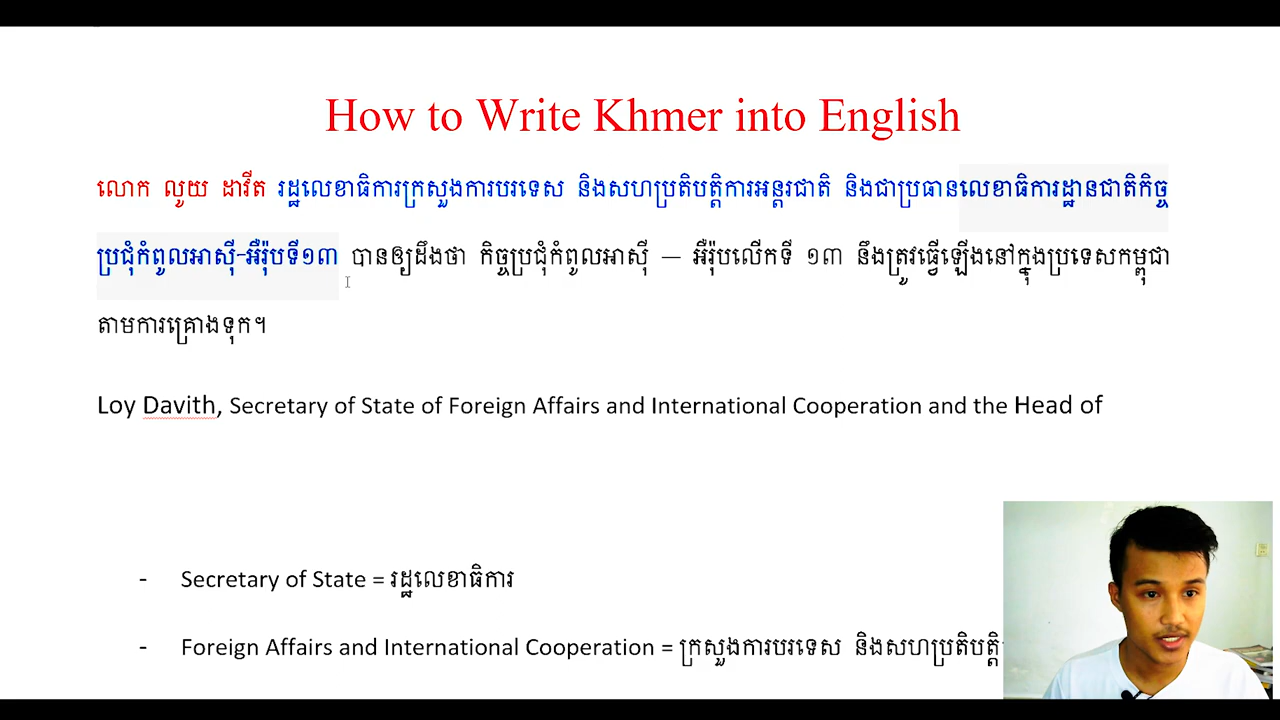 How to Write Khmer into English
លោក លូយ ដាវីត រដ្ឋលេខាធិការក្រសួងការបរទេស និងសហប្រតិបត្តិការអន្តរជាតិ និងជាប្រធានលេខាធិការដ្ឋានជាតិកិច្ច
ប្រជុំកំពូលអាស៊ី-អឺរ៉ុបទី១៣ បានឲ្យដឹងថា កិច្ចប្រជុំកំពូលអាស៊ី — អឺរ៉ុបលើកទី ១៣ នឹងត្រូវធ្វើឡើងនៅក្នុងប្រទេសកម្ពុជា
តាមការគ្រោងទុក។
Loy Davith, Secretary of State of Foreign Affairs and International Cooperation and the Head of
- Secretary of State = រដ្ឋលេខាធិការ
- Foreign Affairs and International Cooperation = ក្រសួងការបរទេស និងសហប្រតិបត្តិ